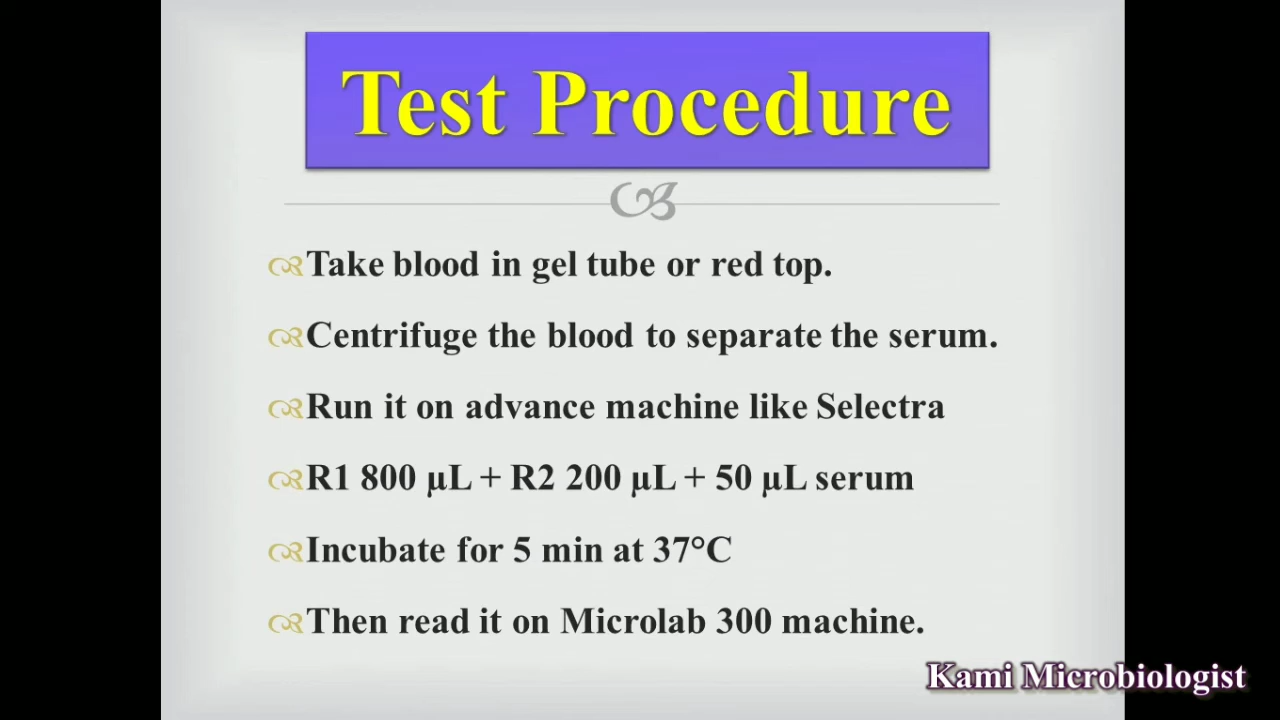 Test Procedure
Take blood in gel tube or red top.
Centrifuge the blood to separate the serum.
Run it on advance machine like Selectra
R1 800 µL + R2 200 µL + 50 µL serum
Incubate for 5 min at 37°C
Then read it on Microlab 300 machine.
Kami Microbiologist